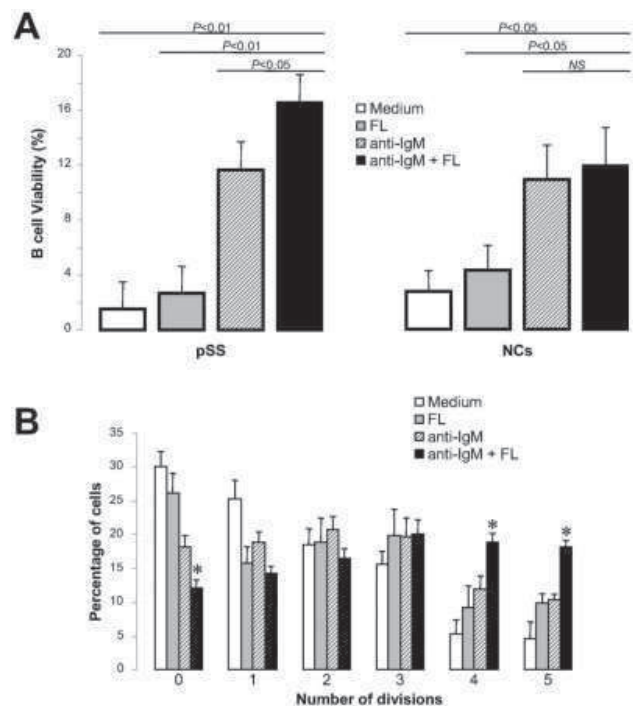 A
P<0.01
P<0.01
P<0.05
P<0.05
P<0.05
NS
20
16
12
8
4
0
B cell Viability (%)
Medium
FL
anti-IgM
anti-IgM + FL
pSS
NCs
B
Medium
FL
anti-IgM
anti-IgM + FL
35
30
25
20
15
10
5
0
Percentage of cells
*
*
*
0 1 2 3 4 5
Number of divisions